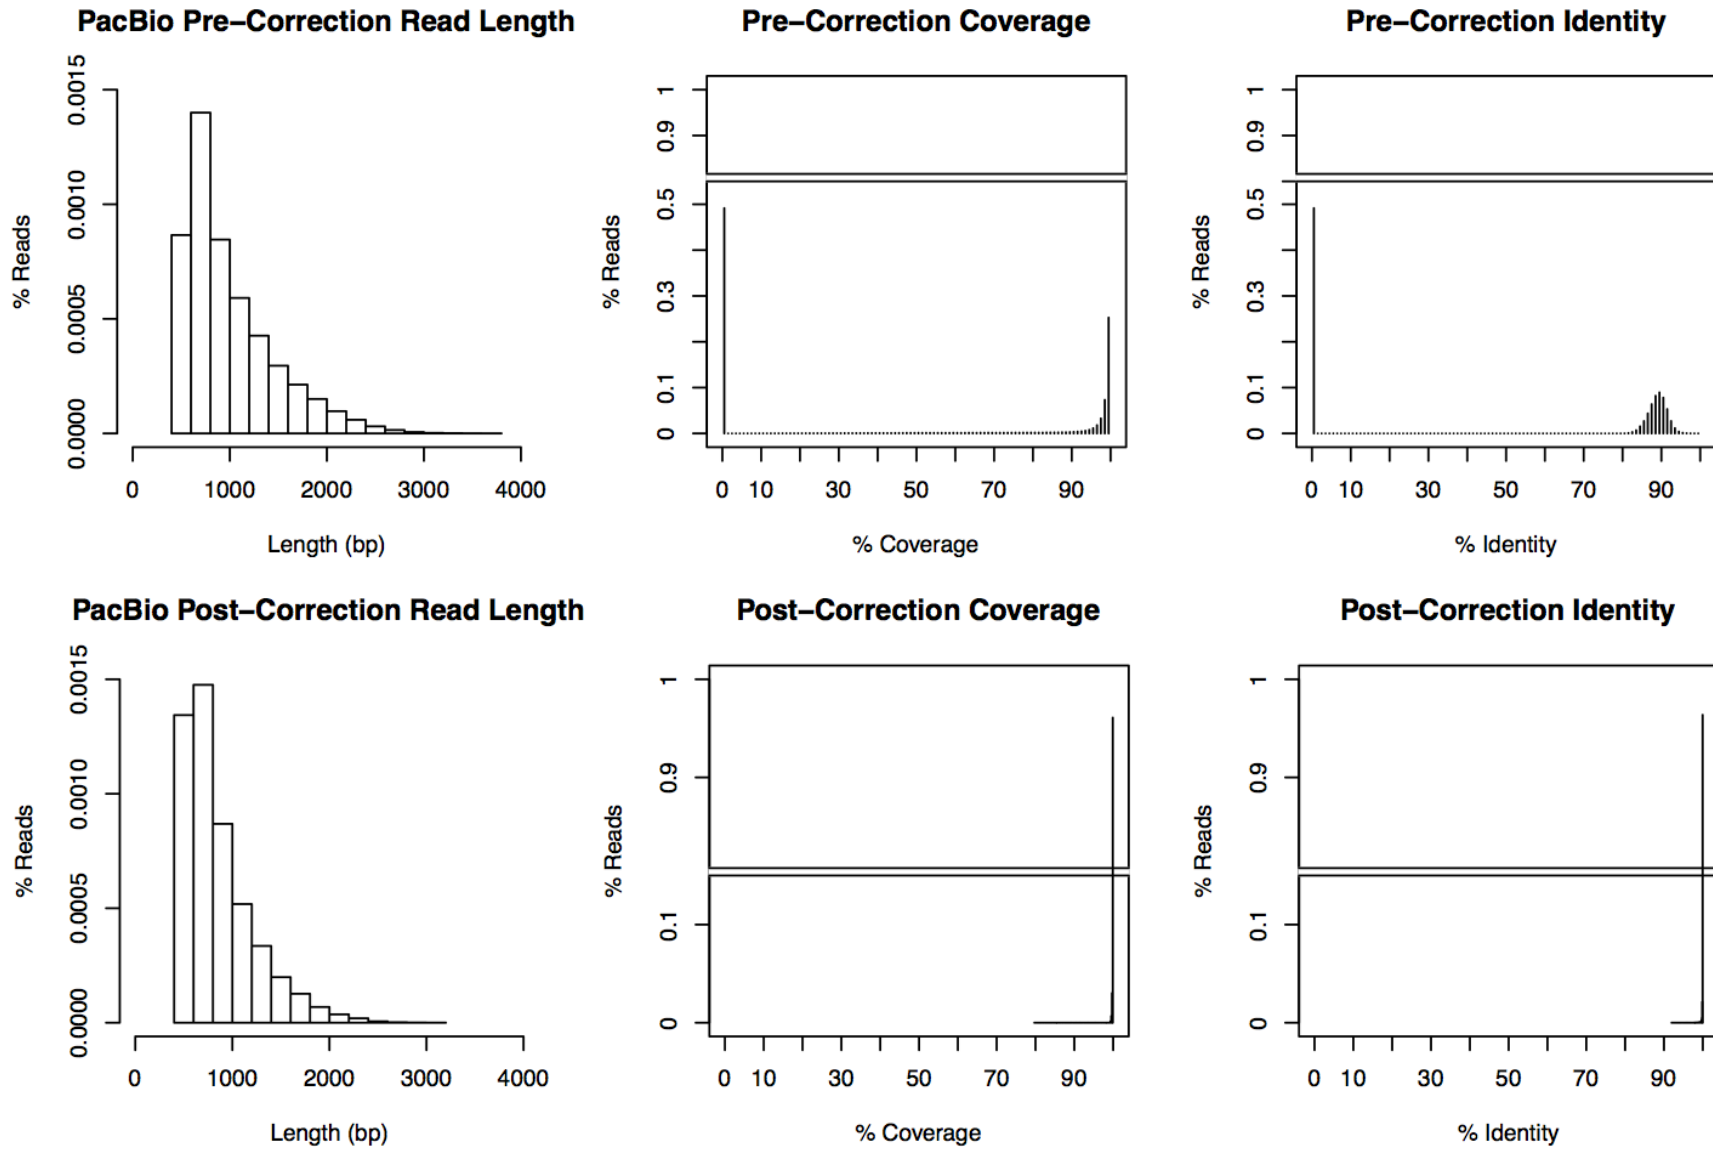 PacBio Pre–Correction Read Length
% Reads
0.0015
0.0010
0.0005
0.0000
0 1000 2000 3000 4000
Length (bp)
Pre–Correction Coverage
% Reads
1
0.9
0.5
0.3
0.1
0
0 10 30 50 70 90
% Coverage
Pre–Correction Identity
% Reads
1
0.9
0.5
0.3
0.1
0
0 10 30 50 70 90
% Identity
PacBio Post–Correction Read Length
% Reads
0.0015
0.0010
0.0005
0.0000
0 1000 2000 3000 4000
Length (bp)
Post–Correction Coverage
% Reads
1
0.9
0.1
0
0 10 30 50 70 90
% Coverage
Post–Correction Identity
% Reads
1
0.9
0.1
0
0 10 30 50 70 90
% Identity